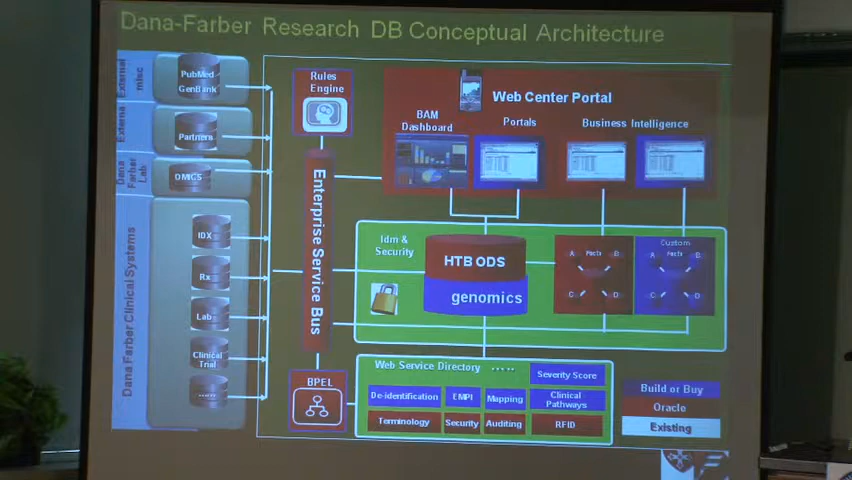 Dana-Farber Research DB Conceptual Architecture
External
misc
PubMed
GenBank
Externa
Partners
Dana
Farber
Lab
DMICS
Dana Farber Clinical Systems
IDX
Rx
Lab
Clinical
Trial
.....
Rules
Engine
Enterprise Service Bus
BPEL
Web Center Portal
BAM
Dashboard
Portals
Business Intelligence
Idm &
Security
HTB ODS
genomics
A Facts B
C D
Custom
A Facts B
C D
Web Service Directory .....
Severity Score
De-identification
EMPI
Mapping
Clinical
Pathways
Terminology
Security
Auditing
RFID
Build or Buy
Oracle
Existing